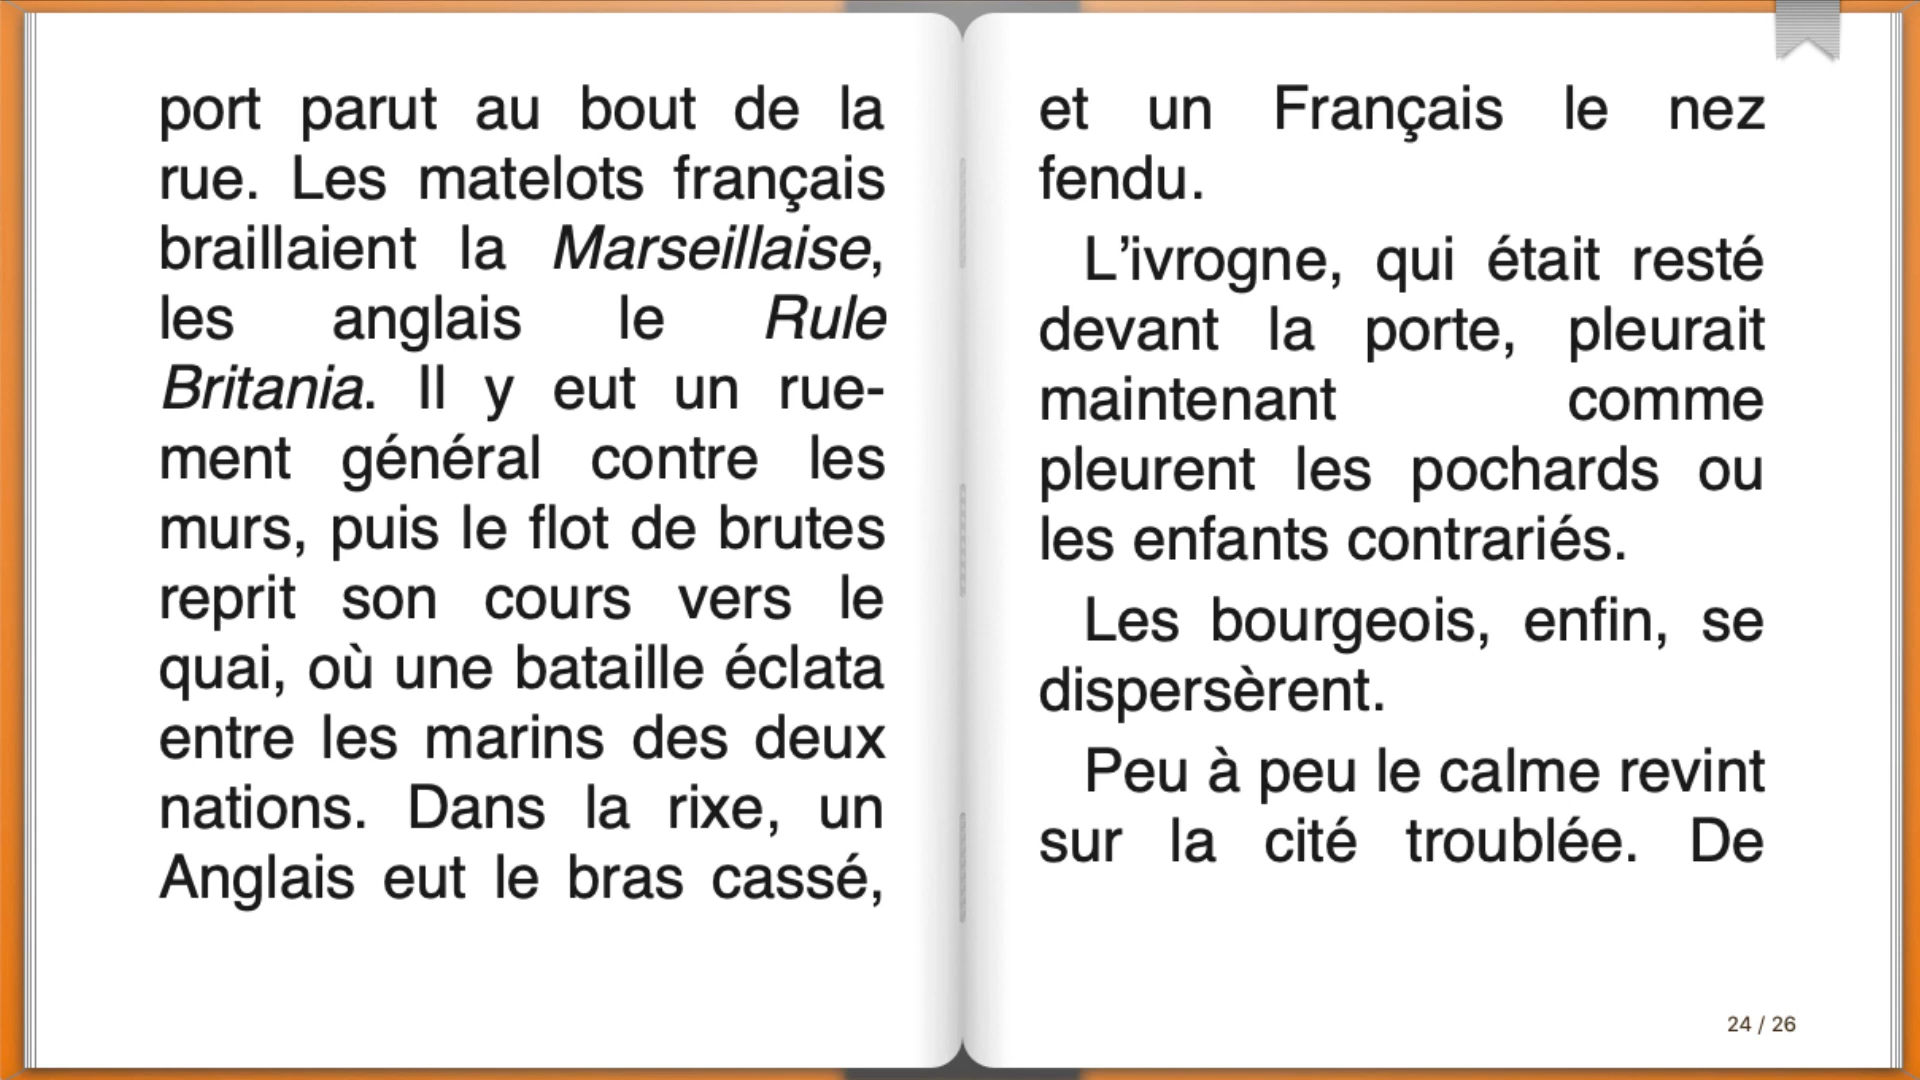 port parut au bout de la
rue. Les matelots français
braillaient la Marseillaise,
les anglais le Rule
Britania. Il y eut un rue-
ment général contre les
murs, puis le flot de brutes
reprit son cours vers le
quai, où une bataille éclata
entre les marins des deux
nations. Dans la rixe, un
Anglais eut le bras cassé,
et un Français le nez
fendu.
L’ivrogne, qui était resté
devant la porte, pleurait
maintenant comme
pleurent les pochards ou
les enfants contrariés.
Les bourgeois, enfin, se
dispersèrent.
Peu à peu le calme revint
sur la cité troublée. De
24 / 26